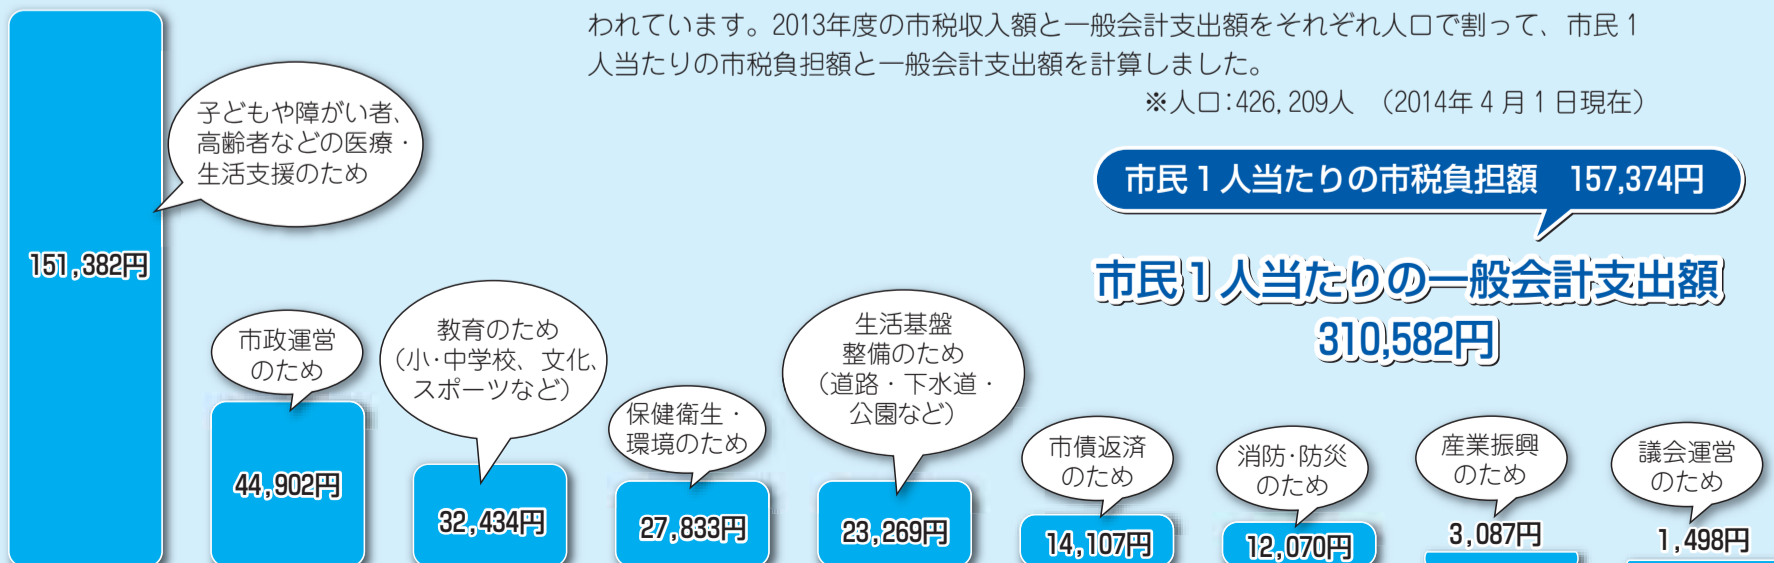 われています。2013年度の市税収入額と一般会計支出額をそれぞれ人口で割って、市民1
人当たりの市税負担額と一般会計支出額を計算しました。
※人口:426,209人 (2014年4月1日現在)
市民1人当たりの市税負担額 157,374円
市民1人当たりの一般会計支出額
310,582円
子どもや障がい者、
高齢者などの医療・
生活支援のため
151,382円
市政運営
のため
44,902円
教育のため
(小・中学校、文化、
スポーツなど)
32,434円
保健衛生・
環境のため
27,833円
生活基盤
整備のため
(道路・下水道・
公園など)
23,269円
市債返済
のため
14,107円
消防・防災
のため
12,070円
産業振興
のため
3,087円
議会運営
のため
1,498円